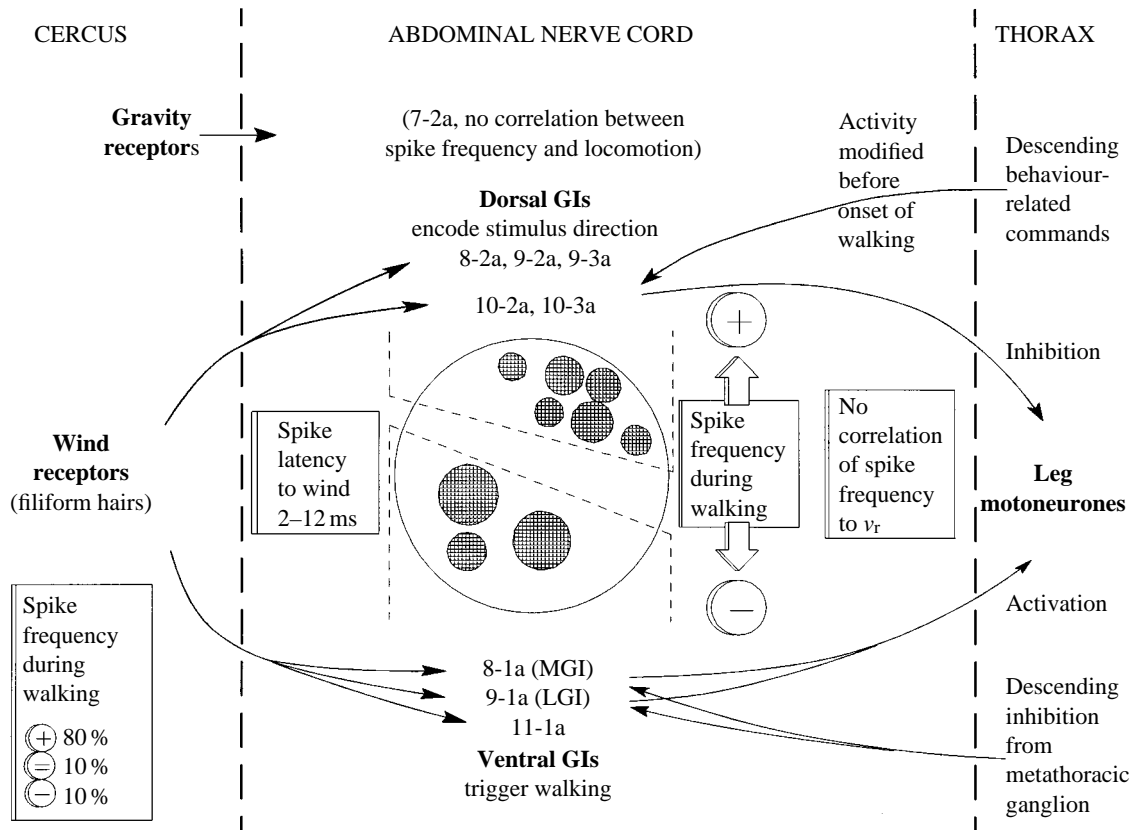 CERCUS
ABDOMINAL NERVE CORD
THORAX
Gravity
receptors
(7-2a, no correlation between
spike frequency and locomotion)
Activity
modified
before
onset of
walking
Descending
behaviour-
related
commands
Dorsal GIs
encode stimulus direction
8-2a, 9-2a, 9-3a
10-2a, 10-3a
+
Inhibition
Wind
receptors
(filiform hairs)
Spike
latency
to wind
2–12 ms
Spike
frequency
during
walking
No
correlation
of spike
frequency
to vr
Leg
motoneurones
−
Activation
Spike
frequency
during
walking
+ 80 %
= 10 %
− 10 %
8-1a (MGI)
9-1a (LGI)
11-1a
Ventral GIs
trigger walking
Descending
inhibition
from
metathoracic
ganglion